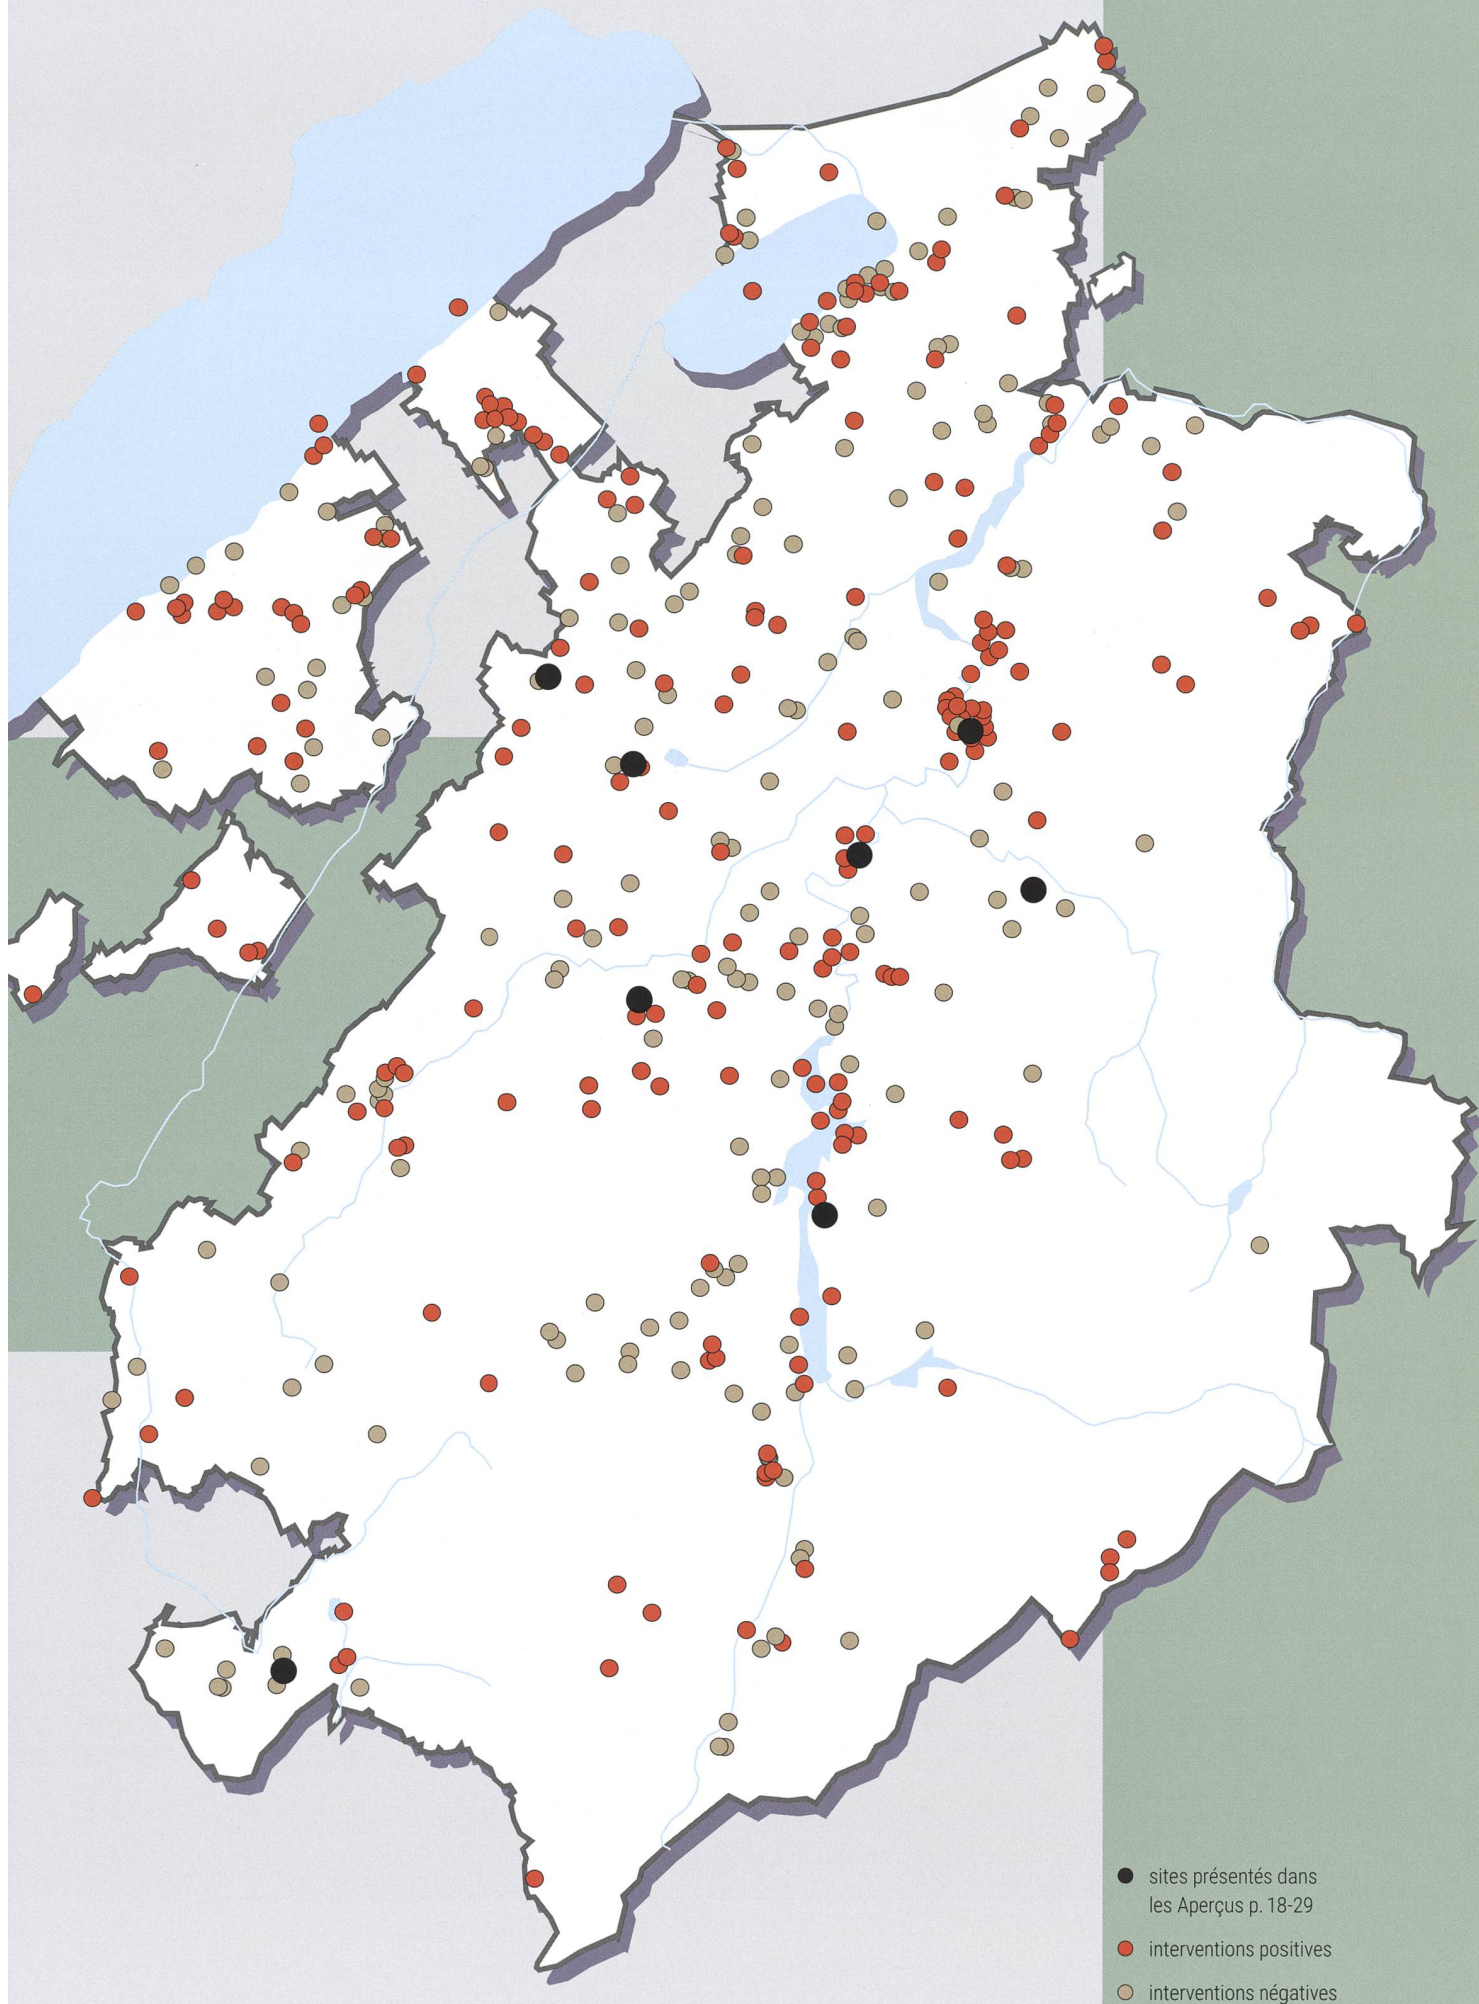 sites présentés dans
les Aperçus p. 18-29
interventions positives
interventions négatives